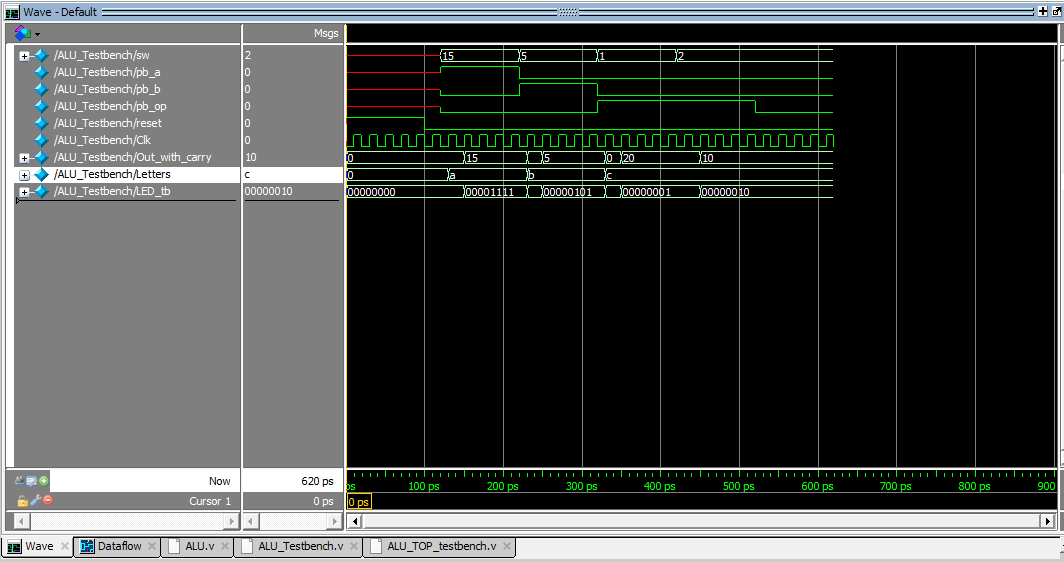 Wave - Default
Msgs
/ALU_Testbench/sw 2 15 5 1 2
/ALU_Testbench/pb_a 0
/ALU_Testbench/pb_b 0
/ALU_Testbench/pb_op 0
/ALU_Testbench/reset 0
/ALU_Testbench/Clk 0
/ALU_Testbench/Out_with_carry 10 0 15 5 0 20 10
/ALU_Testbench/Letters c 0 a b c
/ALU_Testbench/LED_tb 00000010 00000000 00001111 00000101 00000001 00000010
Now 620 ps ps 100 ps 200 ps 300 ps 400 ps 500 ps 600 ps 700 ps 800 ps 900
Cursor 1 0 ps 0 ps
Wave Dataflow ALU.v ALU_Testbench.v ALU_TOP_testbench.v